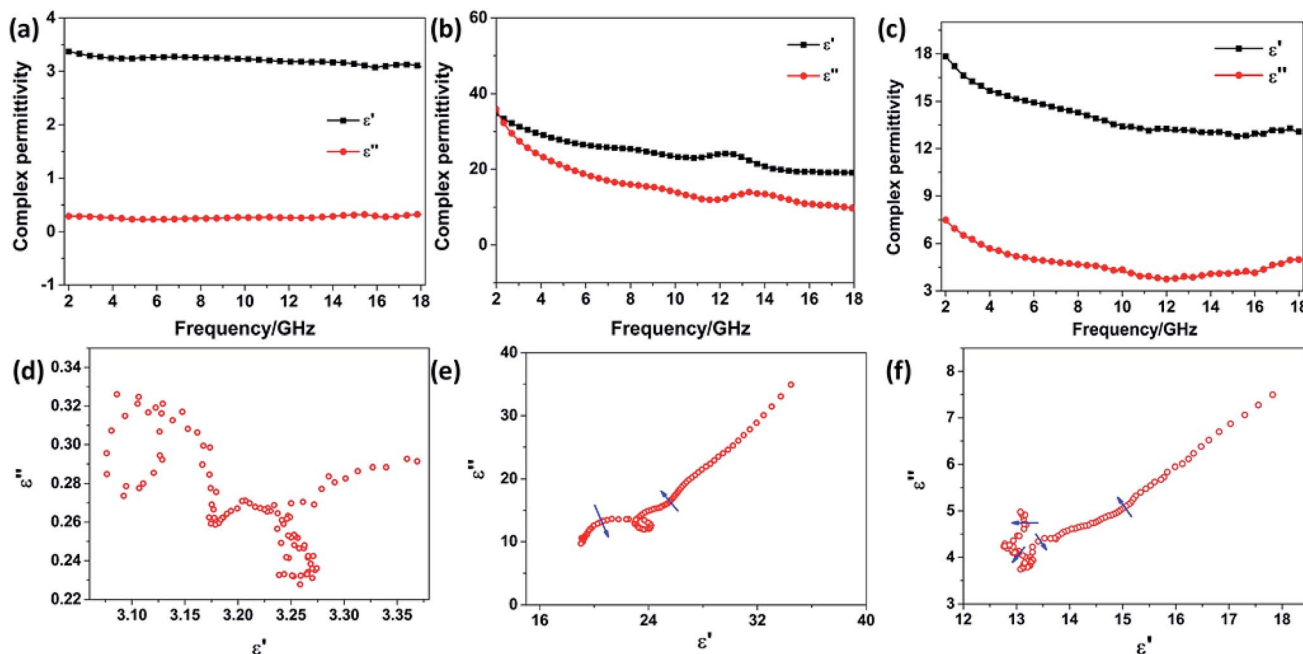 (a)
Complex permittivity
4
3
2
1
0
-1
ε'
ε"
2 4 6 8 10 12 14 16 18
Frequency/GHz
(b)
Complex permittivity
60
40
20
0
ε'
ε"
2 4 6 8 10 12 14 16 18
Frequency/GHz
(c)
Complex permittivity
18
15
12
9
6
3
ε'
ε"
2 4 6 8 10 12 14 16 18
Frequency/GHz
(d)
ε"
0.34
0.32
0.30
0.28
0.26
0.24
0.22
3.10 3.15 3.20 3.25 3.30 3.35
ε'
(e)
ε"
40
30
20
10
0
16 24 32 40
ε'
(f)
ε"
8
7
6
5
4
3
12 13 14 15 16 17 18
ε'